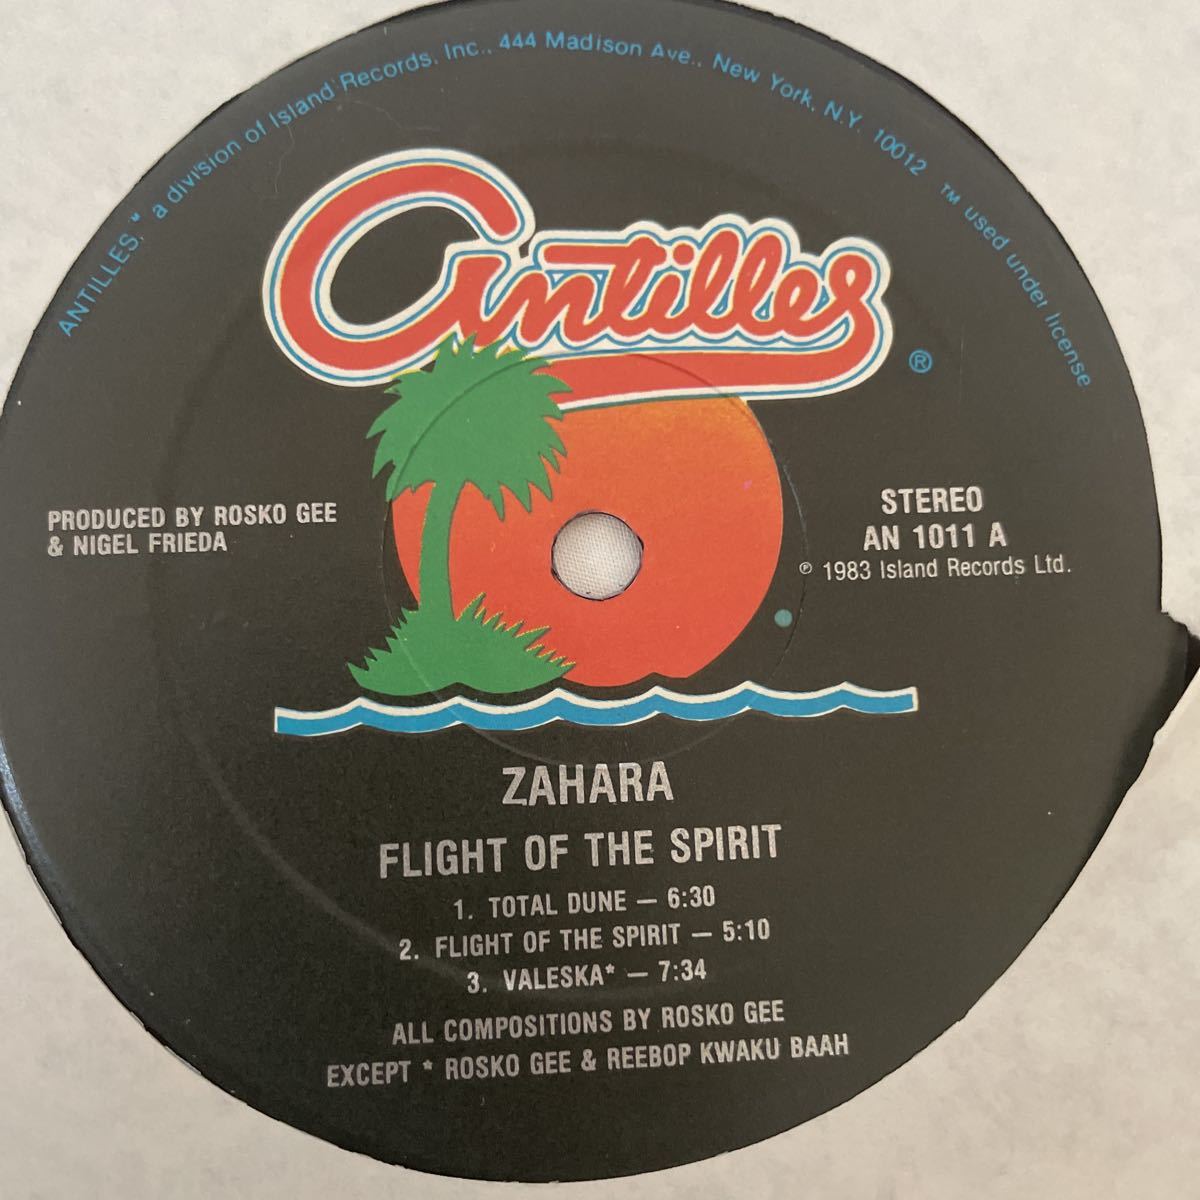 ANTILLES,™ a division of Island Records, Inc., 444 Madison Ave., New York, N.Y. 10012 ™ used under license
Antilles ®
PRODUCED BY ROSKO GEE
& NIGEL FRIEDA
STEREO
AN 1011 A
℗ 1983 Island Records Ltd.
ZAHARA
FLIGHT OF THE SPIRIT
1. TOTAL DUNE — 6:30
2. FLIGHT OF THE SPIRIT — 5:10
3. VALESKA* — 7:34
ALL COMPOSITIONS BY ROSKO GEE
EXCEPT * ROSKO GEE & REEBOP KWAKU BAAH